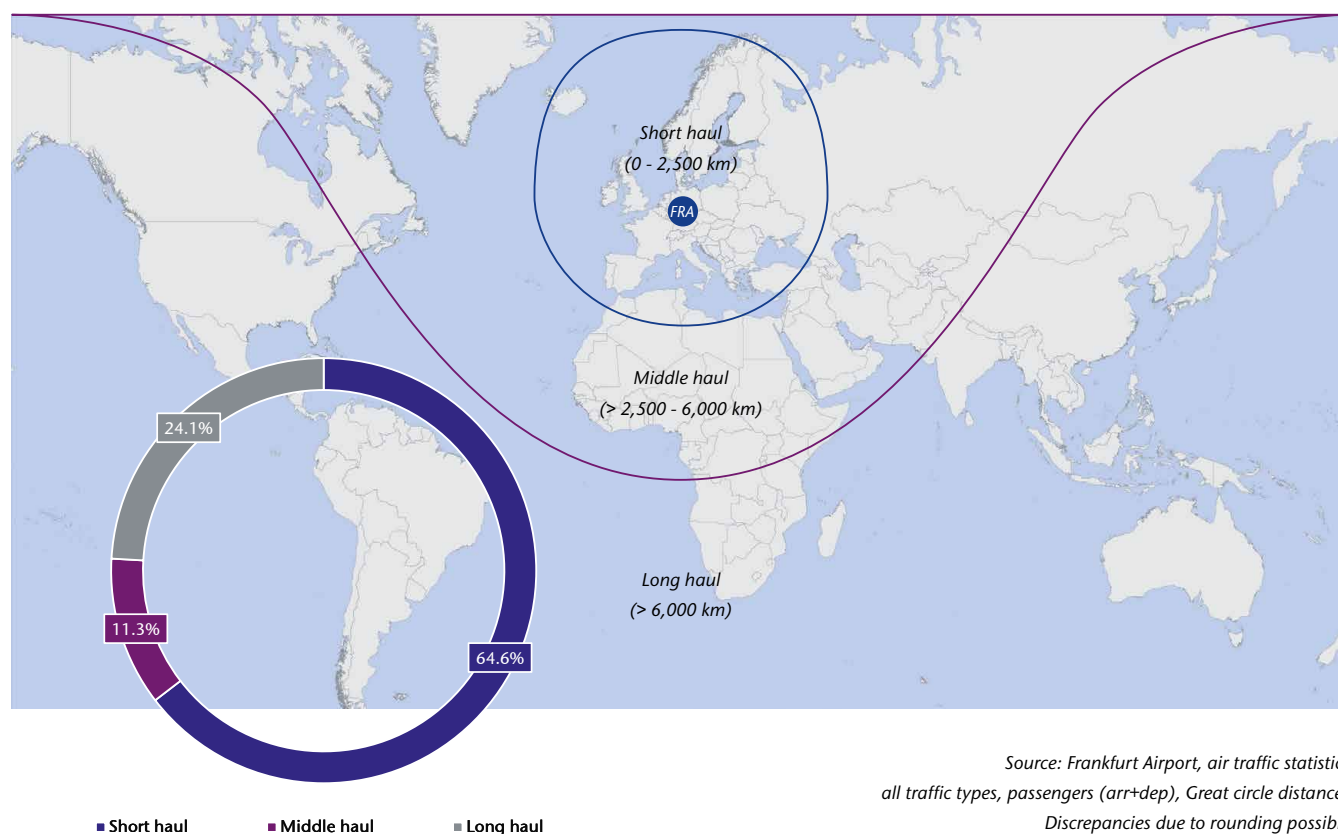 Short haul
(0 - 2,500 km)
FRA
Middle haul
(> 2,500 - 6,000 km)
24.1%
Long haul
(> 6,000 km)
11.3%
64.6%
Source: Frankfurt Airport, air traffic
all traffic types, passengers (arr+dep), Great circle
Discrepancies due to rounding
Short haul
Middle haul
Long haul